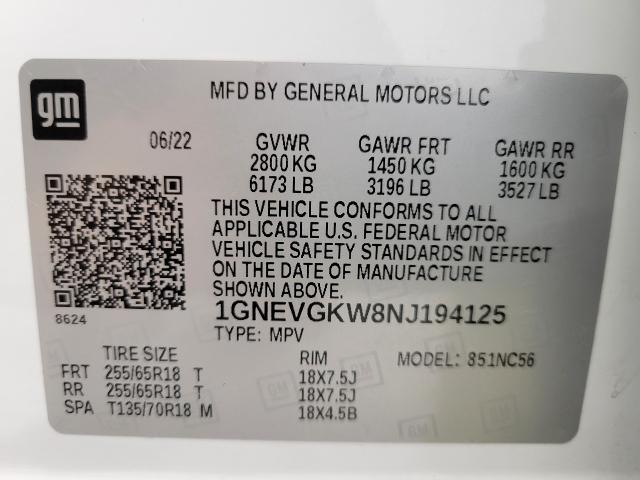 gm
MFD BY GENERAL MOTORS LLC
06/22 GVWR GAWR FRT GAWR RR
2800 KG 1450 KG 1600 KG
6173 LB 3196 LB 3527 LB
THIS VEHICLE CONFORMS TO ALL
APPLICABLE U.S. FEDERAL MOTOR
VEHICLE SAFETY STANDARDS IN EFFECT
ON THE DATE OF MANUFACTURE
SHOWN ABOVE.
8624
1GNEVGKW8NJ194125
TYPE: MPV
TIRE SIZE RIM MODEL: 851NC56
FRT 255/65R18 T 18X7.5J
RR 255/65R18 T 18X7.5J
SPA T135/70R18 M 18X4.5B